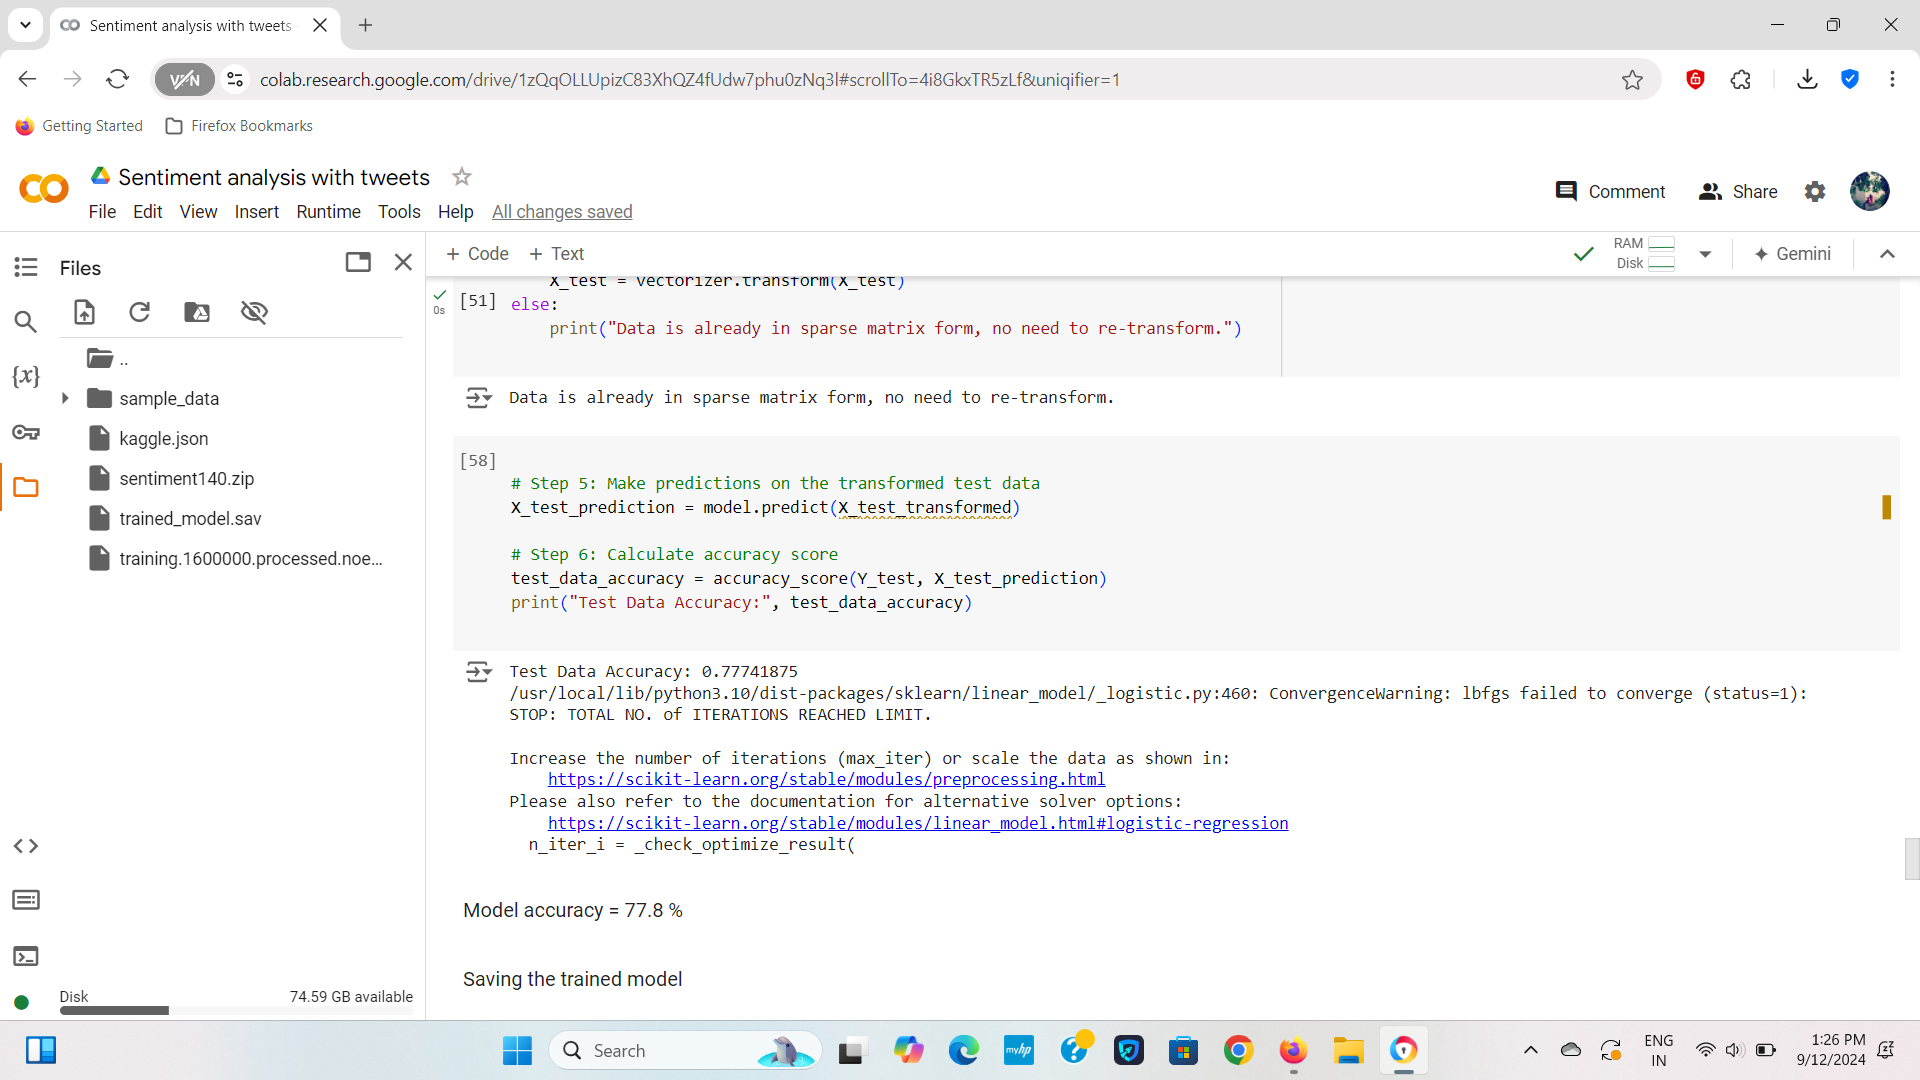 Sentiment analysis with tweets
VPN
colab.research.google.com/drive/1zQqOLLUpizC83XhQZ4fUdw7phu0zNq3l#scrollTo=4i8GkxTR5zLf&uniqifier=1
Getting Started
Firefox Bookmarks
Sentiment analysis with tweets
File Edit View Insert Runtime Tools Help All changes saved
Comment
Share
Files
+ Code + Text
RAM
Disk
Gemini
..
sample_data
kaggle.json
sentiment140.zip
trained_model.sav
training.1600000.processed.noe...
{x}
Disk
74.59 GB available
0s
[51]
X_test = vectorizer.transform(X_test)
else:
print("Data is already in sparse matrix form, no need to re-transform.")
Data is already in sparse matrix form, no need to re-transform.
[58]
# Step 5: Make predictions on the transformed test data
X_test_prediction = model.predict(X_test_transformed)
# Step 6: Calculate accuracy score
test_data_accuracy = accuracy_score(Y_test, X_test_prediction)
print("Test Data Accuracy:", test_data_accuracy)
Test Data Accuracy: 0.77741875
/usr/local/lib/python3.10/dist-packages/sklearn/linear_model/_logistic.py:460: ConvergenceWarning: lbfgs failed to converge (status=1):
STOP: TOTAL NO. of ITERATIONS REACHED LIMIT.
Increase the number of iterations (max_iter) or scale the data as shown in:
https://scikit-learn.org/stable/modules/preprocessing.html
Please also refer to the documentation for alternative solver options:
https://scikit-learn.org/stable/modules/linear_model.html#logistic-regression
n_iter_i = _check_optimize_result(
Model accuracy = 77.8 %
Saving the trained model
Search
myhp
ENG
IN
1:26 PM
9/12/2024